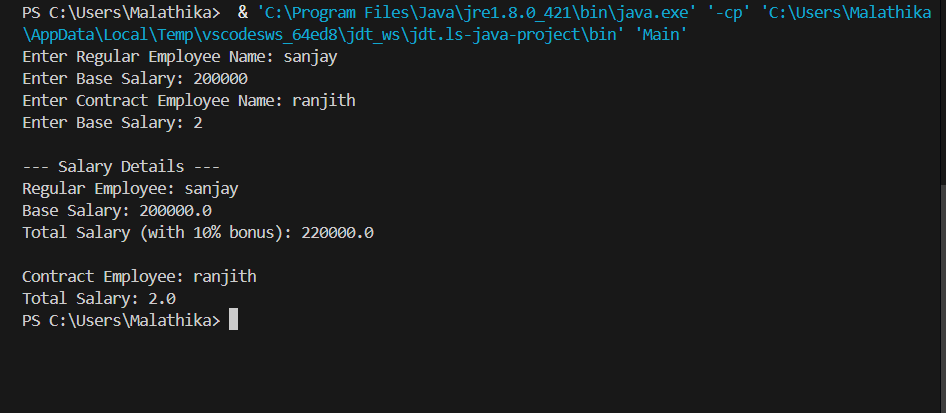 PS C:\Users\Malathika>  & 'C:\Program Files\Java\jre1.8.0_421\bin\java.exe' '-cp' 'C:\Users\Malathika
\AppData\Local\Temp\vscodesws_64ed8\jdt_ws\jdt.ls-java-project\bin' 'Main'
Enter Regular Employee Name: sanjay
Enter Base Salary: 200000
Enter Contract Employee Name: ranjith
Enter Base Salary: 2

--- Salary Details ---
Regular Employee: sanjay
Base Salary: 200000.0
Total Salary (with 10% bonus): 220000.0

Contract Employee: ranjith
Total Salary: 2.0
PS C:\Users\Malathika>